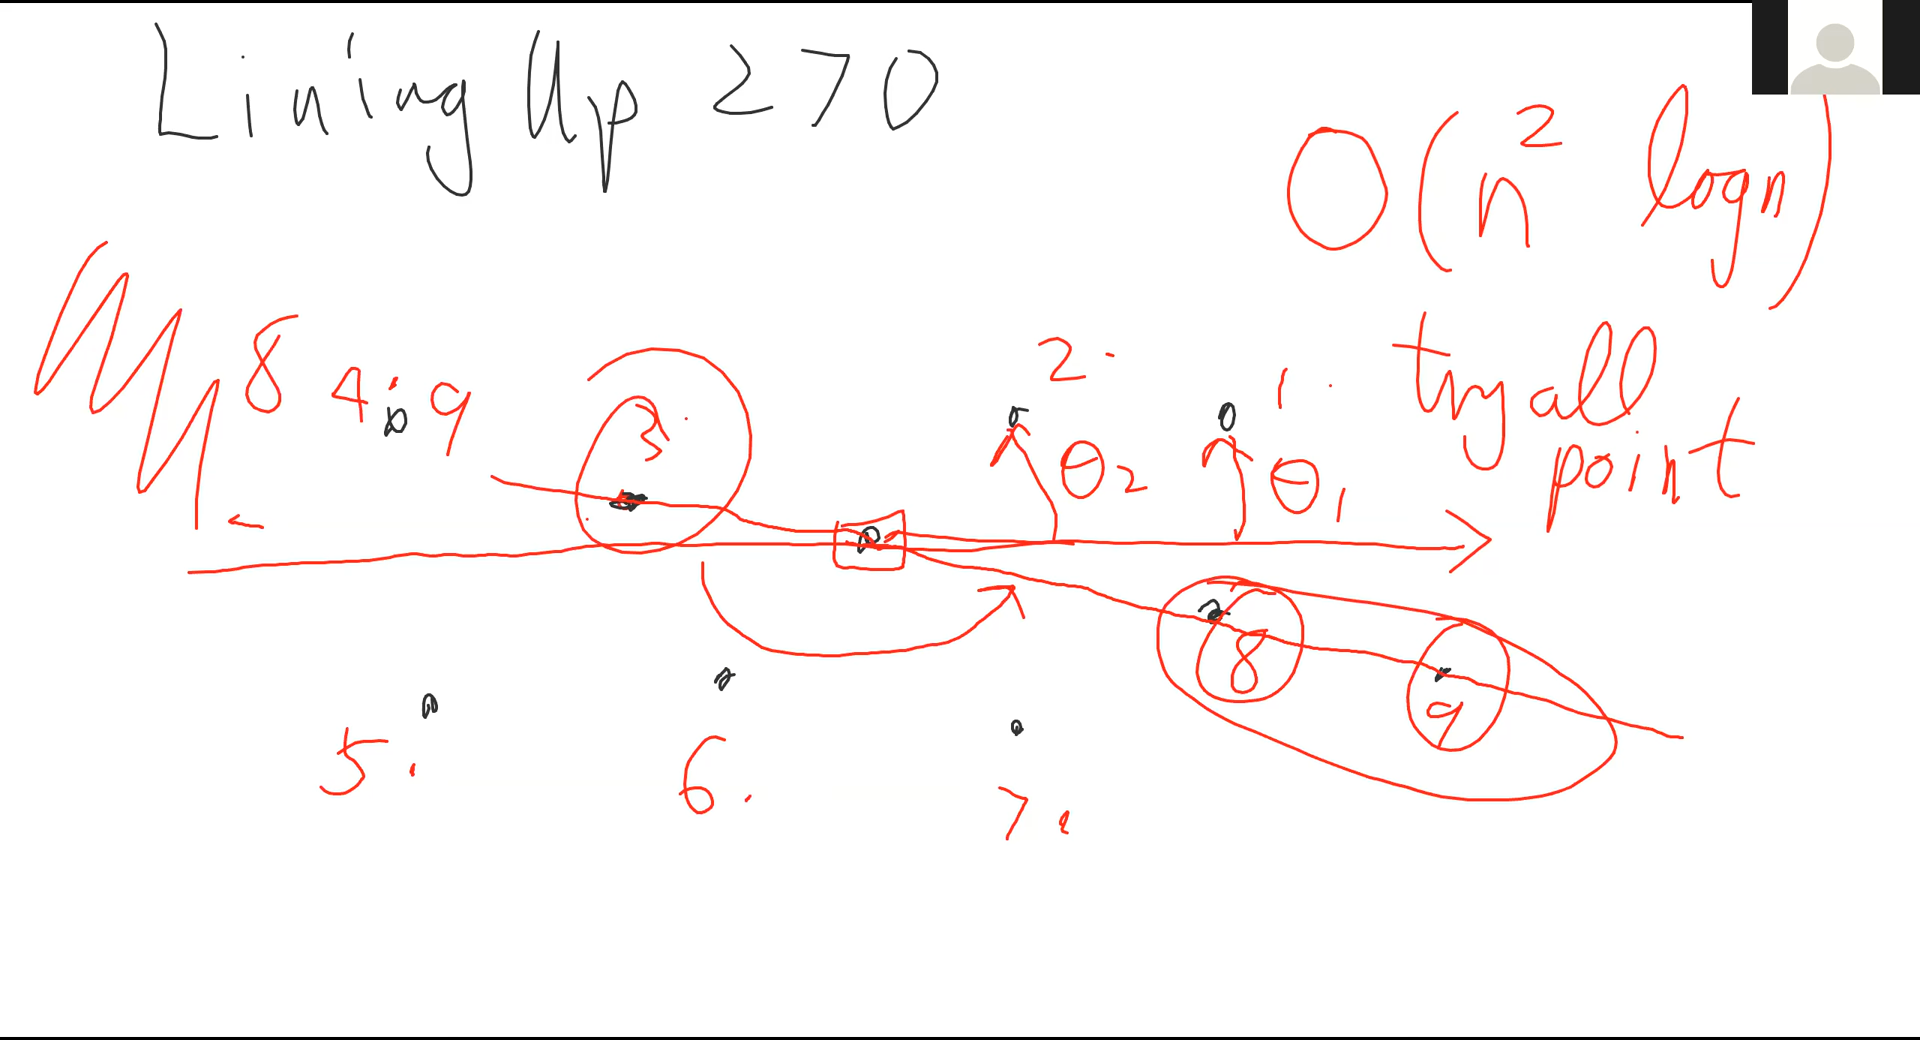 Lining Up 270
O(n² logn)
try all
point
8 4. 9
3.
2.
1.
θ₂
θ₁
8
9
5.
6.
7.